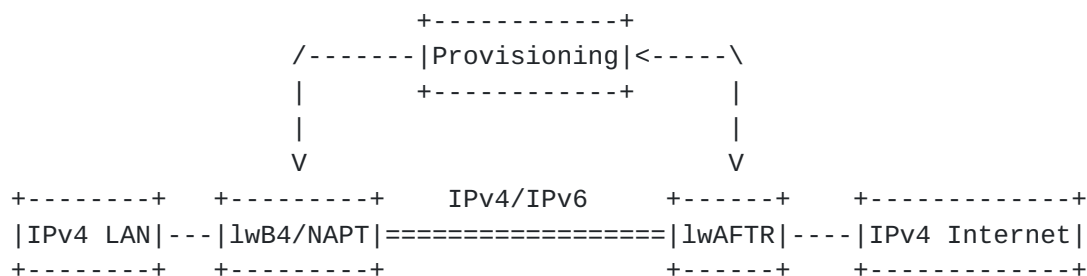 Provisioning
IPv4/IPv6
IPv4 LAN lwB4/NAPT lwAFTR IPv4 Internet